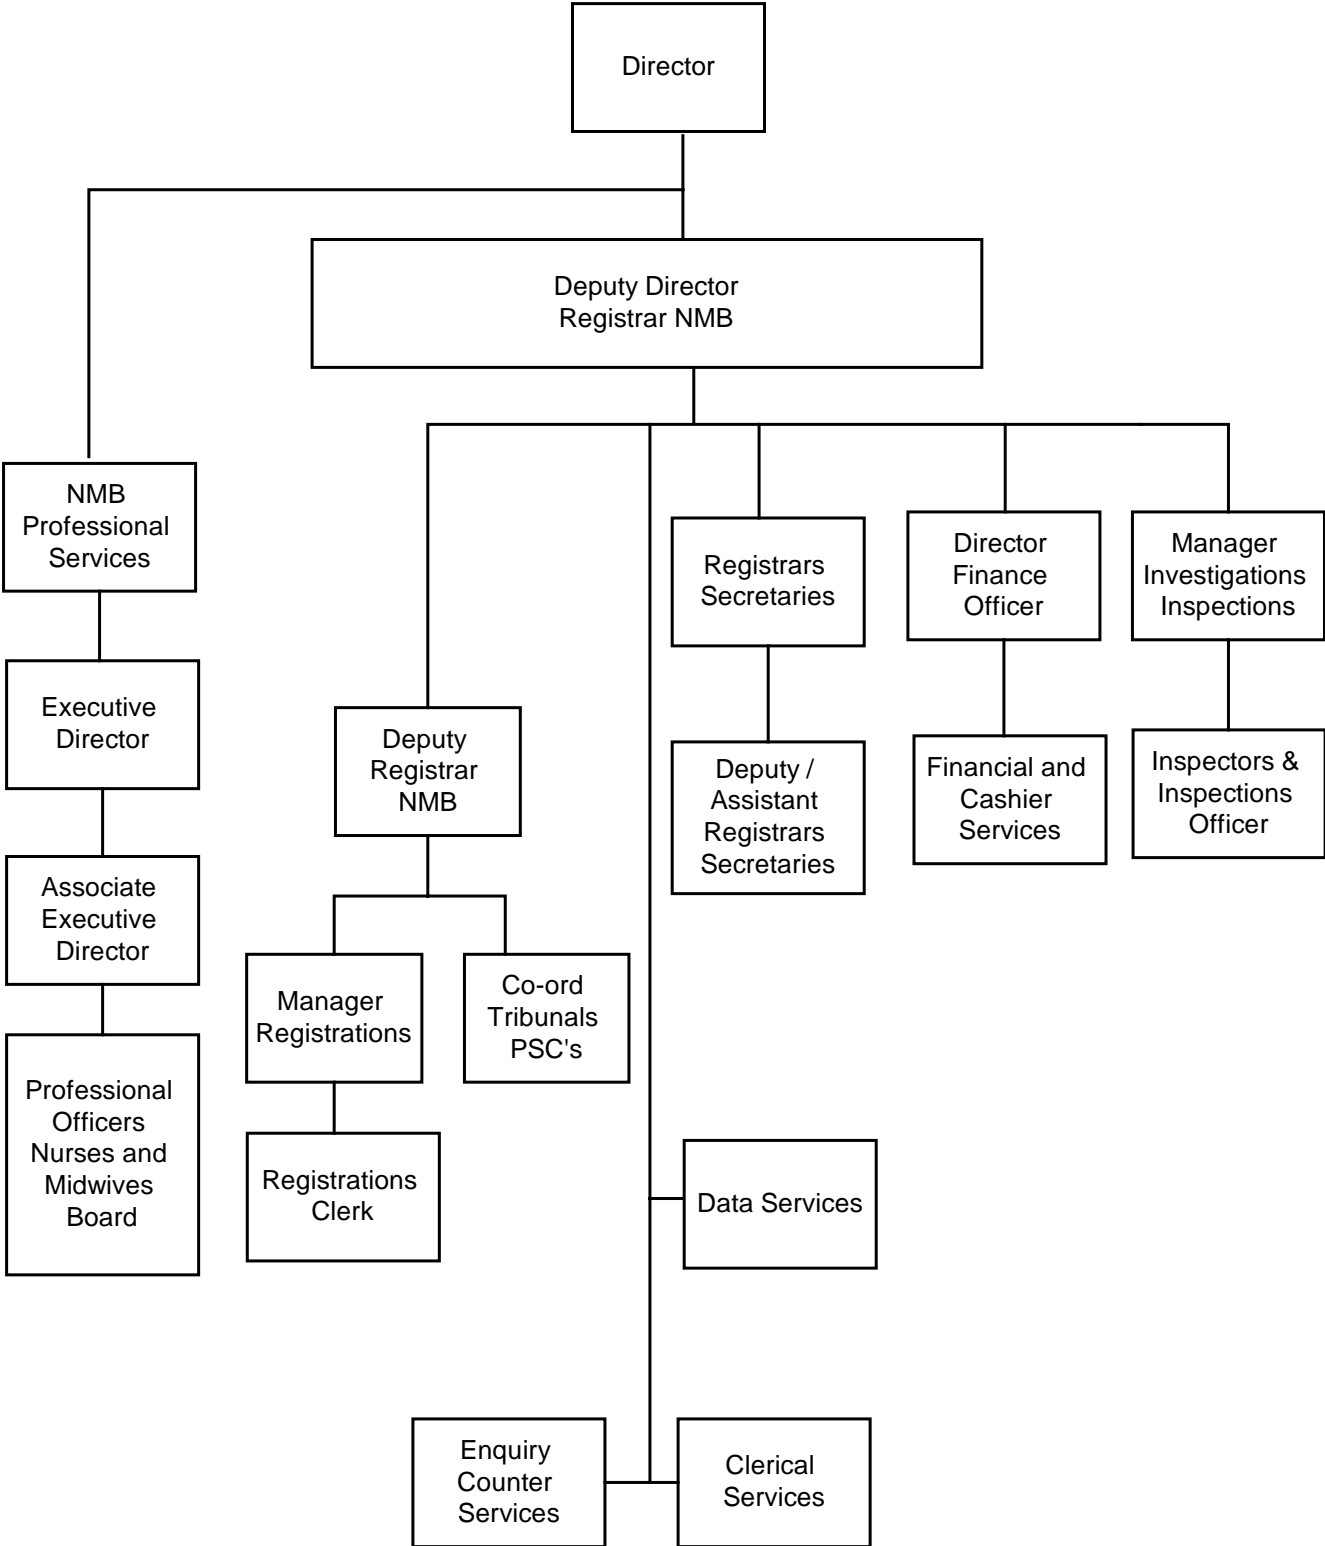 Director
Deputy Director
Registrar NMB
NMB
Professional
Services
Executive
Director
Associate
Executive
Director
Professional
Officers
Nurses and
Midwives
Board
Deputy
Registrar
NMB
Manager
Registrations
Registrations
Clerk
Co-ord
Tribunals
PSC's
Registrars
Secretaries
Deputy /
Assistant
Registrars
Secretaries
Director
Finance
Officer
Financial and
Cashier
Services
Manager
Investigations
Inspections
Inspectors &
Inspections
Officer
Data Services
Enquiry
Counter
Services
Clerical
Services